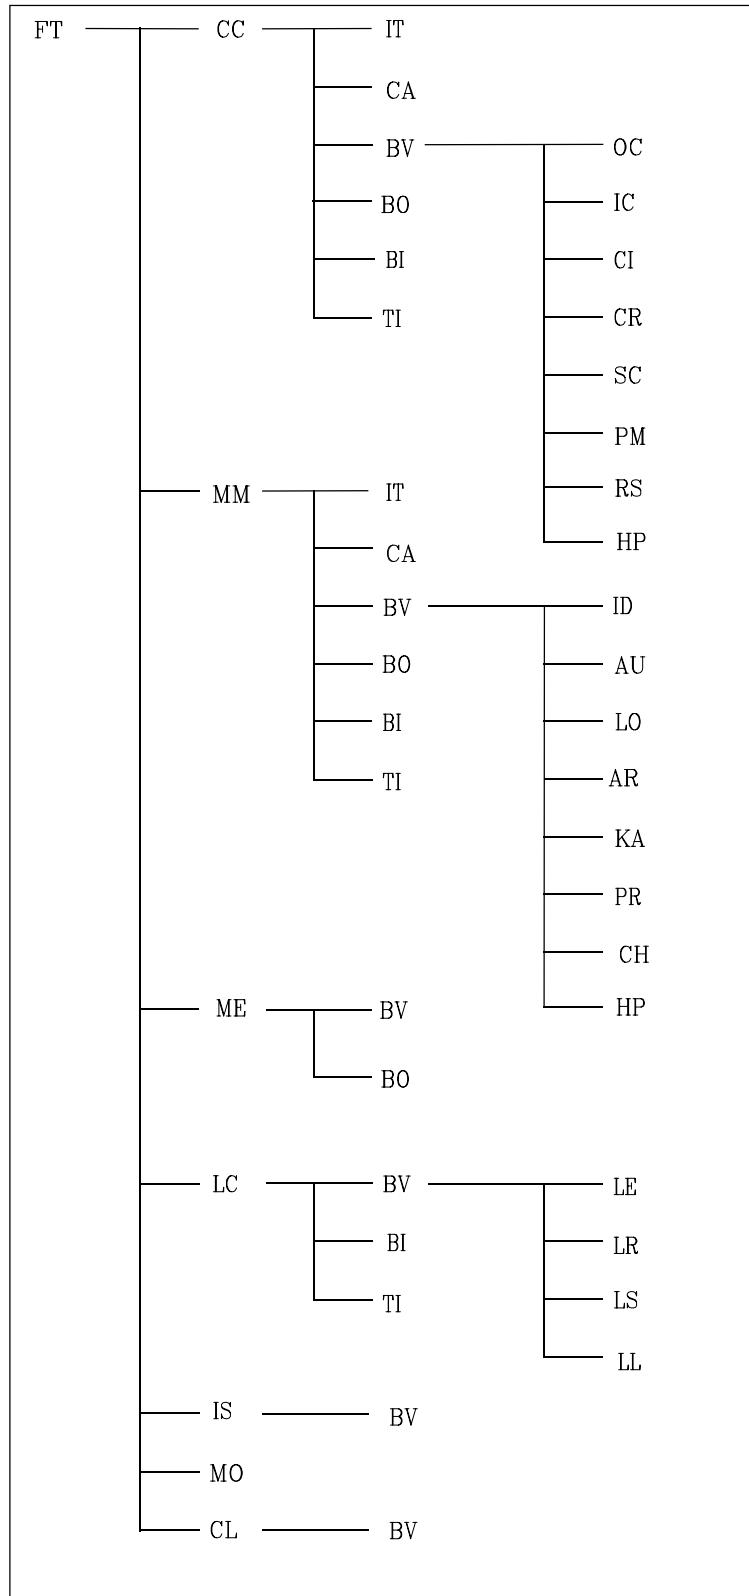 FT CC IT
CA
BV OC
BO IC
BI CI
TI CR
SC
PM
MM IT RS
CA HP
BV ID
BO AU
BI LO
TI AR
KA
PR
CH
ME BV HP
BO
LC BV LE
BI LR
TI LS
LL
IS BV
MO
CL BV